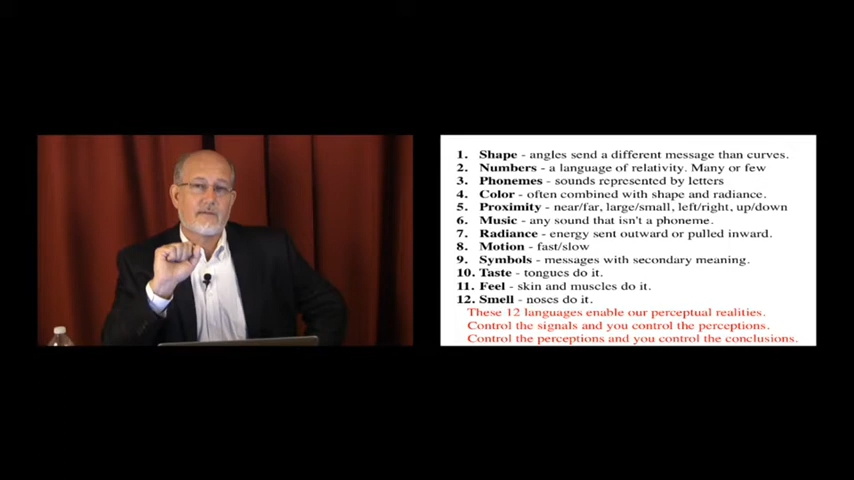 1. Shape - angles send a different message than curves.
2. Numbers - a language of relativity. Many or few
3. Phonemes - sounds represented by letters
4. Color - often combined with shape and radiance.
5. Proximity - near/far, large/small, left/right, up/down
6. Music - any sound that isn't a phoneme.
7. Radiance - energy sent outward or pulled inward.
8. Motion - fast/slow
9. Symbols - messages with secondary meaning.
10. Taste - tongues do it.
11. Feel - skin and muscles do it.
12. Smell - noses do it.
These 12 languages enable our perceptual realities.
Control the signals and you control the perceptions.
Control the perceptions and you control the conclusions.